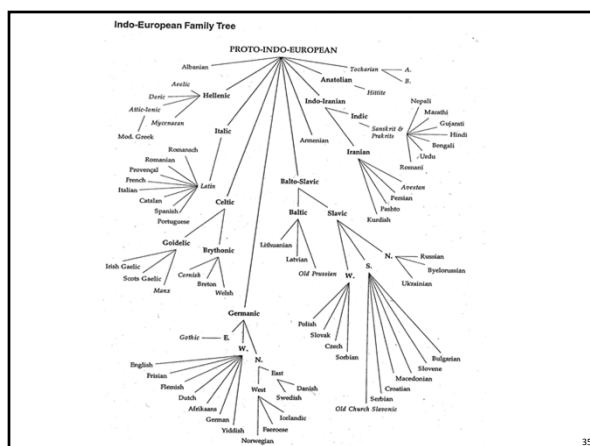 Indo-European Family Tree
PROTO-INDO-EUROPEAN
Albanian
Tocharian
A.
B.
Anatolian
Hittite
Aeolic
Doric
Hellenic
Attic-Ionic
Mycenaean
Mod. Greek
Indo-Iranian
Nepali
Marathi
Indic
Gujarati
Sanskrit &
Prakrits
Hindi
Bengali
Urdu
Romani
Italic
Armenian
Iranian
Romansch
Romanian
Provençal
French
Latin
Italian
Catalan
Spanish
Portuguese
Avestan
Persian
Pashto
Kurdish
Balto-Slavic
Celtic
Baltic
Slavic
Goidelic
Brythonic
Lithuanian
Latvian
Old Prussian
N.
Russian
Byelorussian
Ukrainian
Irish Gaelic
Scots Gaelic
Manx
Cornish
Breton
Welsh
W.
S.
Germanic
Gothic
E.
W.
N.
Polish
Slovak
Czech
Sorbian
Bulgarian
Slovene
Macedonian
Croatian
Serbian
Old Church Slavonic
English
Frisian
Flemish
Dutch
Afrikaans
German
Yiddish
East
Danish
Swedish
West
Icelandic
Faeroese
Norwegian
35